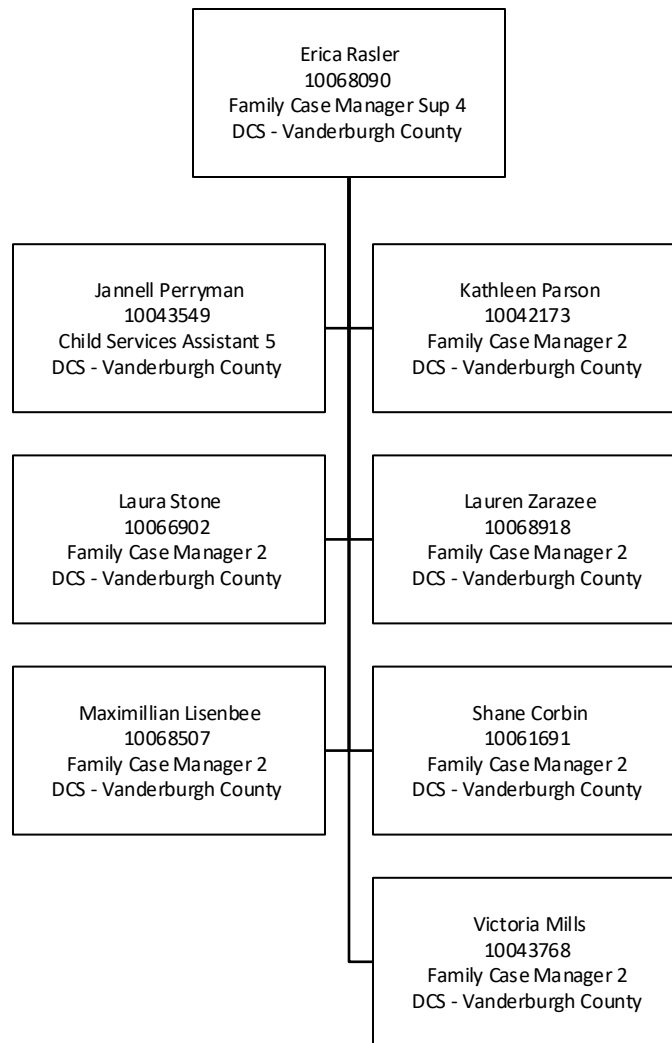 Erica Rasler
10068090
Family Case Manager Sup 4
DCS - Vanderburgh County
Jannell Perryman
10043549
Child Services Assistant 5
DCS - Vanderburgh County
Kathleen Parson
10042173
Family Case Manager 2
DCS - Vanderburgh County
Laura Stone
10066902
Family Case Manager 2
DCS - Vanderburgh County
Lauren Zarazee
10068918
Family Case Manager 2
DCS - Vanderburgh County
Maximillian Lisenbee
10068507
Family Case Manager 2
DCS - Vanderburgh County
Shane Corbin
10061691
Family Case Manager 2
DCS - Vanderburgh County
Victoria Mills
10043768
Family Case Manager 2
DCS - Vanderburgh County